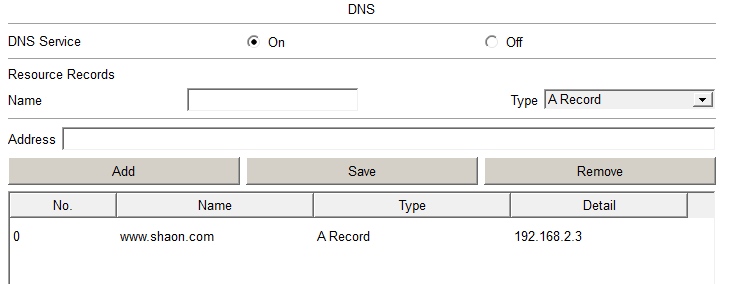 DNS
DNS Service On Off
Resource Records
Name Type A Record
Address
Add Save Remove
No. Name Type Detail
0 www.shaon.com A Record 192.168.2.3